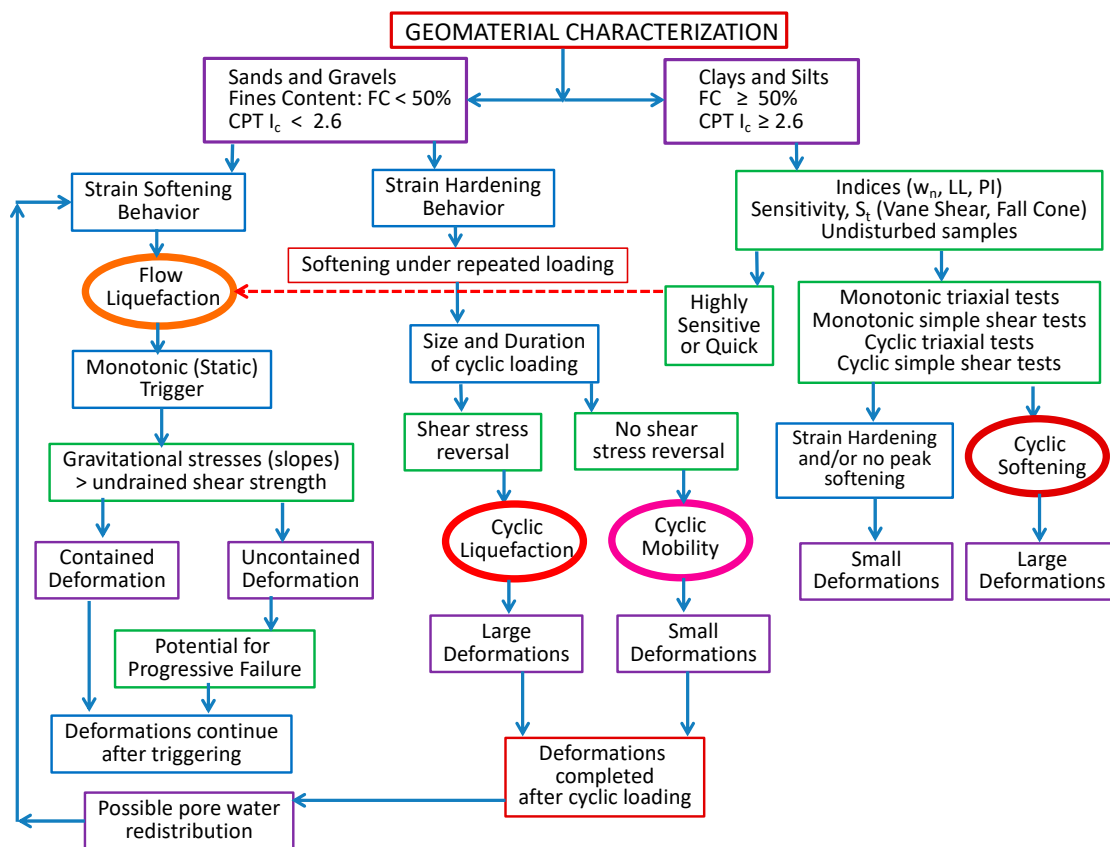 GEOMATERIAL CHARACTERIZATION
Sands and Gravels
Fines Content: FC < 50%
CPT Ic < 2.6
Clays and Silts
FC ≥ 50%
CPT Ic ≥ 2.6
Strain Softening
Behavior
Strain Hardening
Behavior
Indices (wn, LL, PI)
Sensitivity, St (Vane Shear, Fall Cone)
Undisturbed samples
Flow
Liquefaction
Softening under repeated loading
Highly
Sensitive
or Quick
Monotonic triaxial tests
Monotonic simple shear tests
Cyclic triaxial tests
Cyclic simple shear tests
Monotonic (Static)
Trigger
Size and Duration
of cyclic loading
Shear stress
reversal
No shear
stress reversal
Strain Hardening
and/or no peak
softening
Cyclic
Softening
Gravitational stresses (slopes)
> undrained shear strength
Contained
Deformation
Uncontained
Deformation
Cyclic
Liquefaction
Cyclic
Mobility
Small
Deformations
Large
Deformations
Potential for
Progressive Failure
Large
Deformations
Small
Deformations
Deformations continue
after triggering
Deformations
completed
after cyclic loading
Possible pore water
redistribution